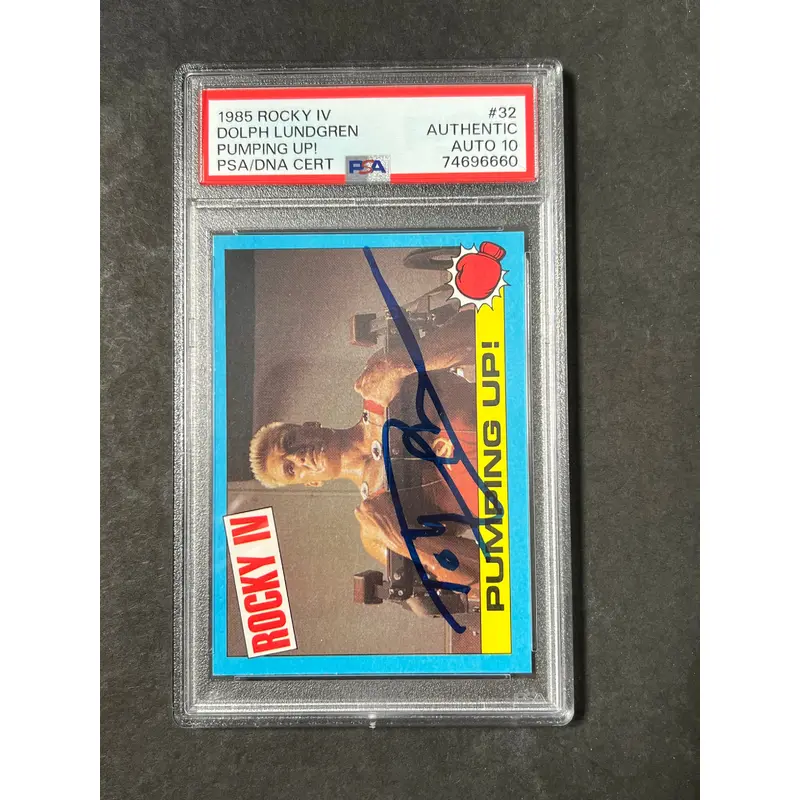 1985 ROCKY IV #32
DOLPH LUNDGREN AUTHENTIC
PUMPING UP! AUTO 10
PSA/DNA CERT PSA 74696660
ROCKY IV
PUMPING UP!